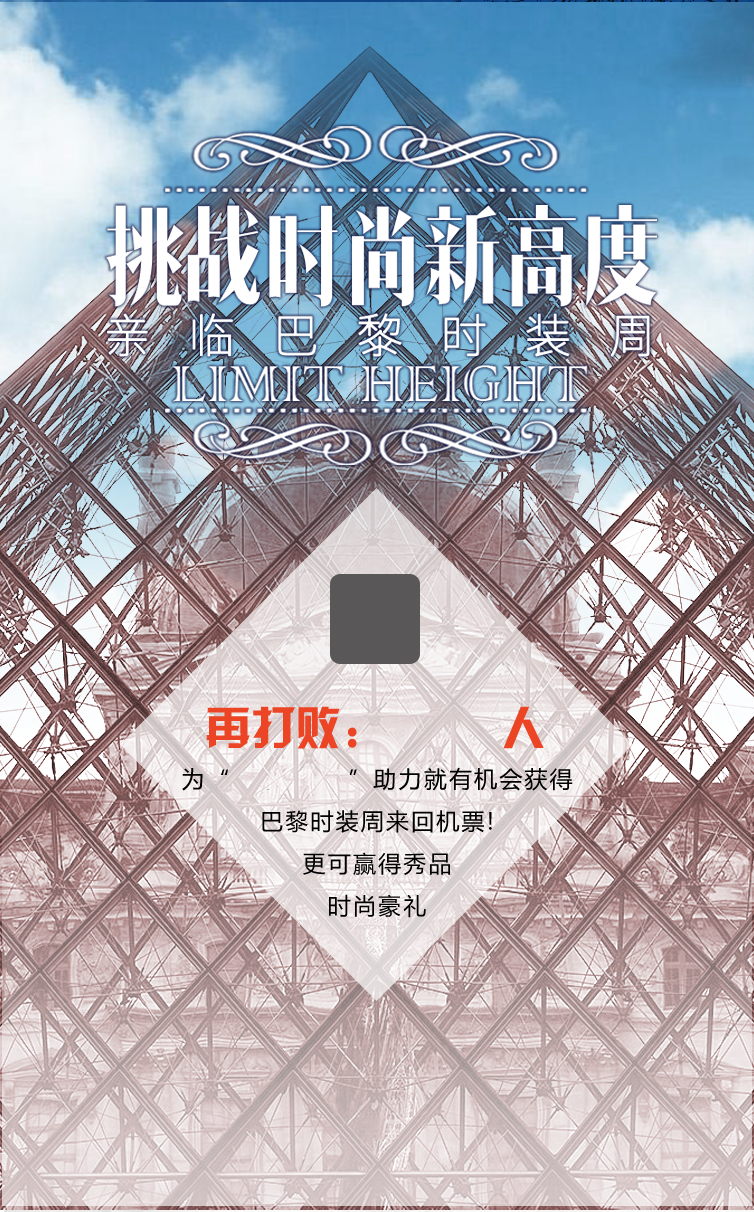 挑战时尚新高度
亲临巴黎时装周
LIMIT HEIGHT
再打败： 人
为“ ”助力就有机会获得
巴黎时装周来回机票!
更可赢得秀品
时尚豪礼